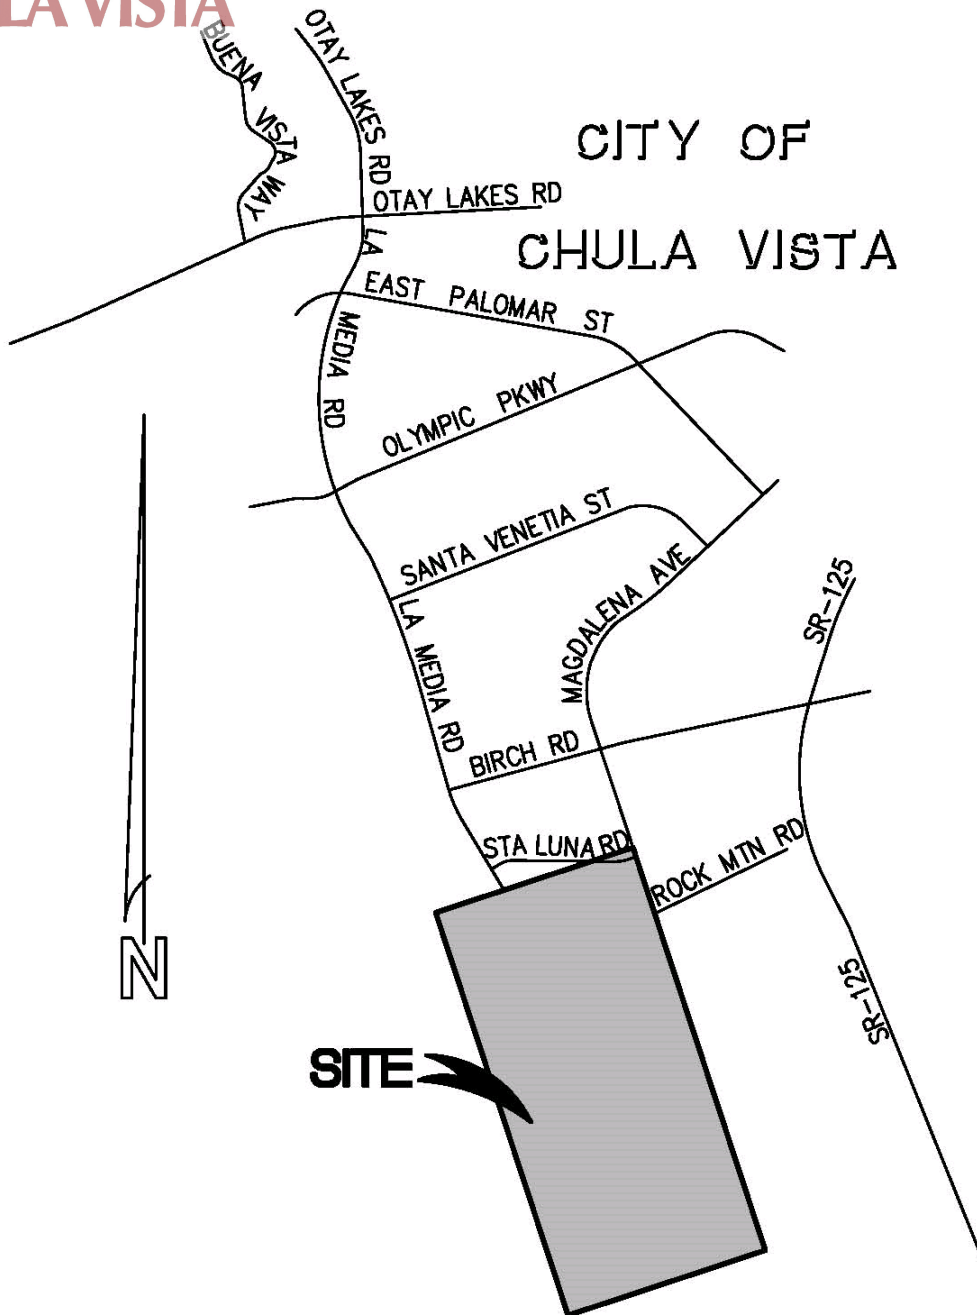 LA VISTA
BUENA VISTA WAY
OTAY LAKES RD
CITY OF
OTAY LAKES RD
CHULA VISTA
LA MEDIA RD
EAST PALOMAR ST
OLYMPIC PKWY
SANTA VENETIA ST
MAGDALENA AVE
SR-125
LA MEDIA RD
BIRCH RD
STA LUNA RD
ROCK MTN RD
N
SR-125
SITE